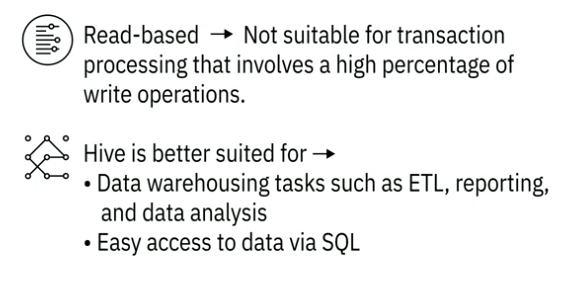 Read-based → Not suitable for transaction
processing that involves a high percentage of
write operations.
Hive is better suited for →
• Data warehousing tasks such as ETL, reporting,
and data analysis
• Easy access to data via SQL